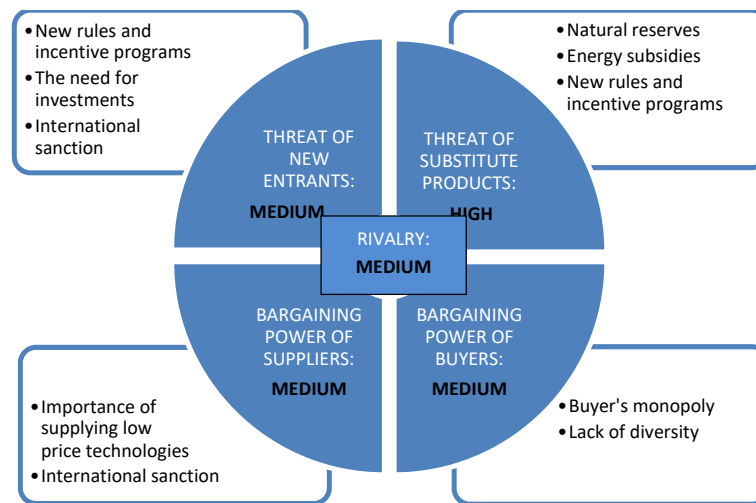 •New rules and
incentive programs
•The need for
investments
•International
sanction
•Natural reserves
•Energy subsidies
•New rules and
incentive programs
THREAT OF
NEW
ENTRANTS:
MEDIUM
THREAT OF
SUBSTITUTE
PRODUCTS:
HIGH
RIVALRY:
MEDIUM
BARGAINING
POWER OF
SUPPLIERS:
MEDIUM
BARGAINING
POWER OF
BUYERS:
MEDIUM
•Importance of
supplying low
price technologies
•International sanction
•Buyer's monopoly
•Lack of diversity